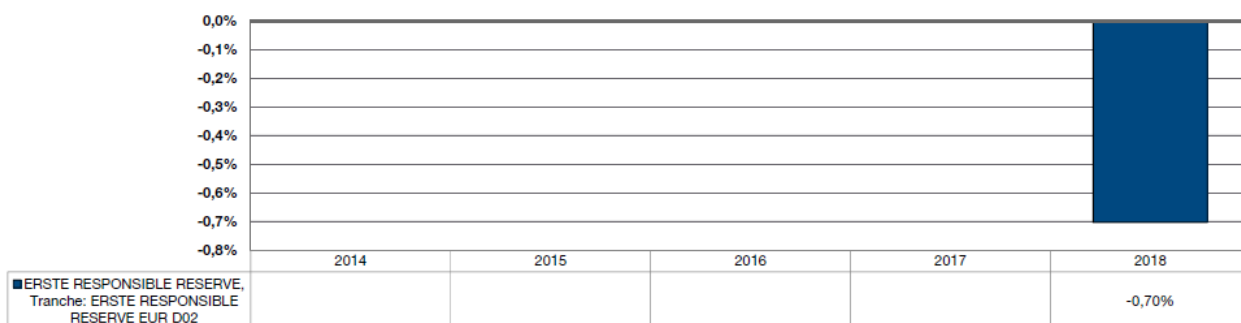 0,0%
-0,1%
-0,2%
-0,3%
-0,4%
-0,5%
-0,6%
-0,7%
-0,8%
2014 2015 2016 2017 2018
ERSTE RESPONSIBLE RESERVE,
Tranche: ERSTE RESPONSIBLE
RESERVE EUR D02
-0,70%